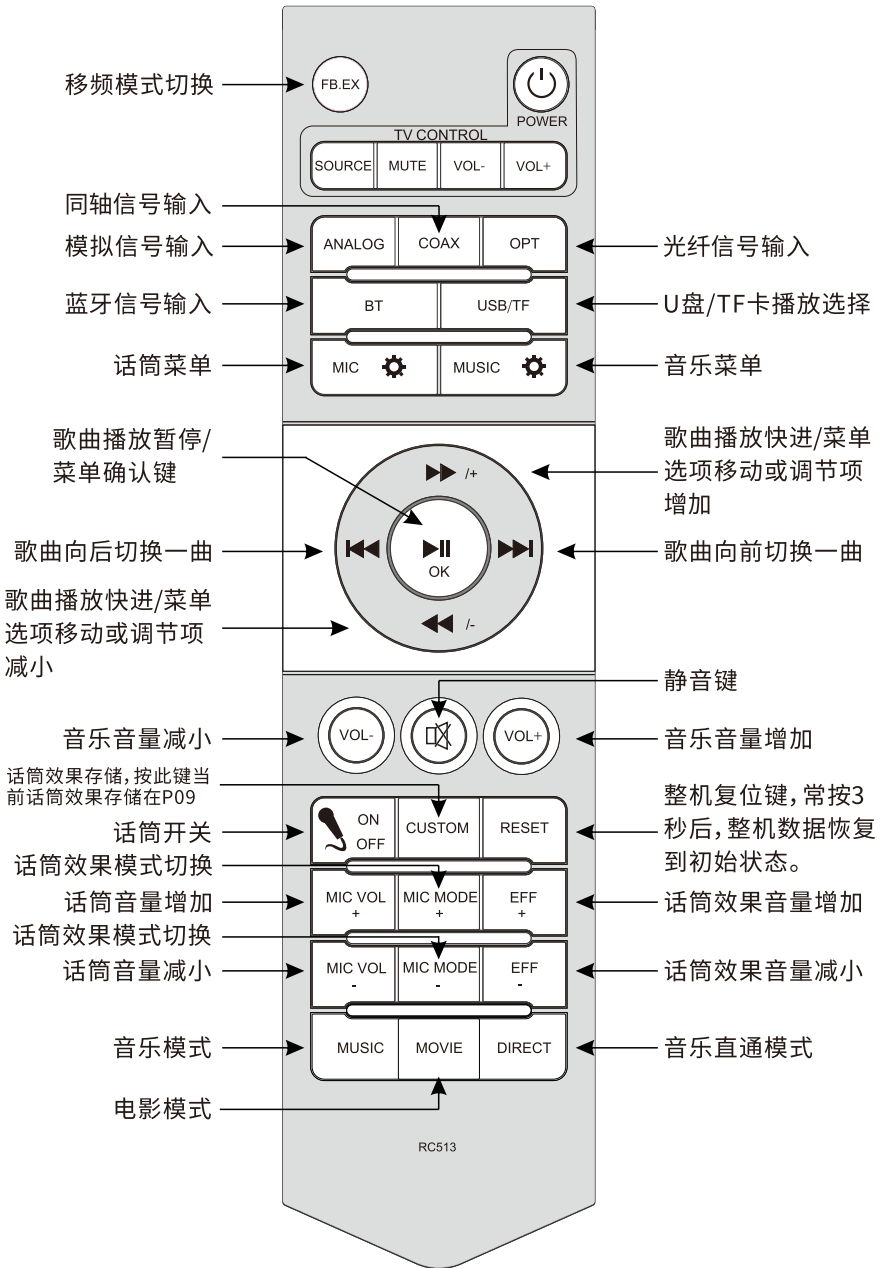 移频模式切换
FB.EX
POWER
TV CONTROL
SOURCE
MUTE
VOL-
VOL+
同轴信号输入
模拟信号输入
ANALOG
COAX
OPT
光纤信号输入
蓝牙信号输入
BT
USB/TF
U盘/TF卡播放选择
话筒菜单
MIC
MUSIC
音乐菜单
歌曲播放暂停/
菜单确认键
/+
歌曲播放快进/菜单
选项移动或调节项
增加
歌曲向后切换一曲
OK
歌曲向前切换一曲
歌曲播放快进/菜单
选项移动或调节项
减小
/-
静音键
音乐音量减小
VOL-
VOL+
音乐音量增加
话筒效果存储,按此键当
前话筒效果存储在P09
话筒开关
ON
OFF
CUSTOM
RESET
整机复位键,常按3
秒后,整机数据恢复
到初始状态。
话筒效果模式切换
话筒音量增加
MIC VOL
+
MIC MODE
+
EFF
+
话筒效果音量增加
话筒效果模式切换
话筒音量减小
MIC VOL
-
MIC MODE
-
EFF
-
话筒效果音量减小
音乐模式
MUSIC
MOVIE
DIRECT
音乐直通模式
电影模式
RC513